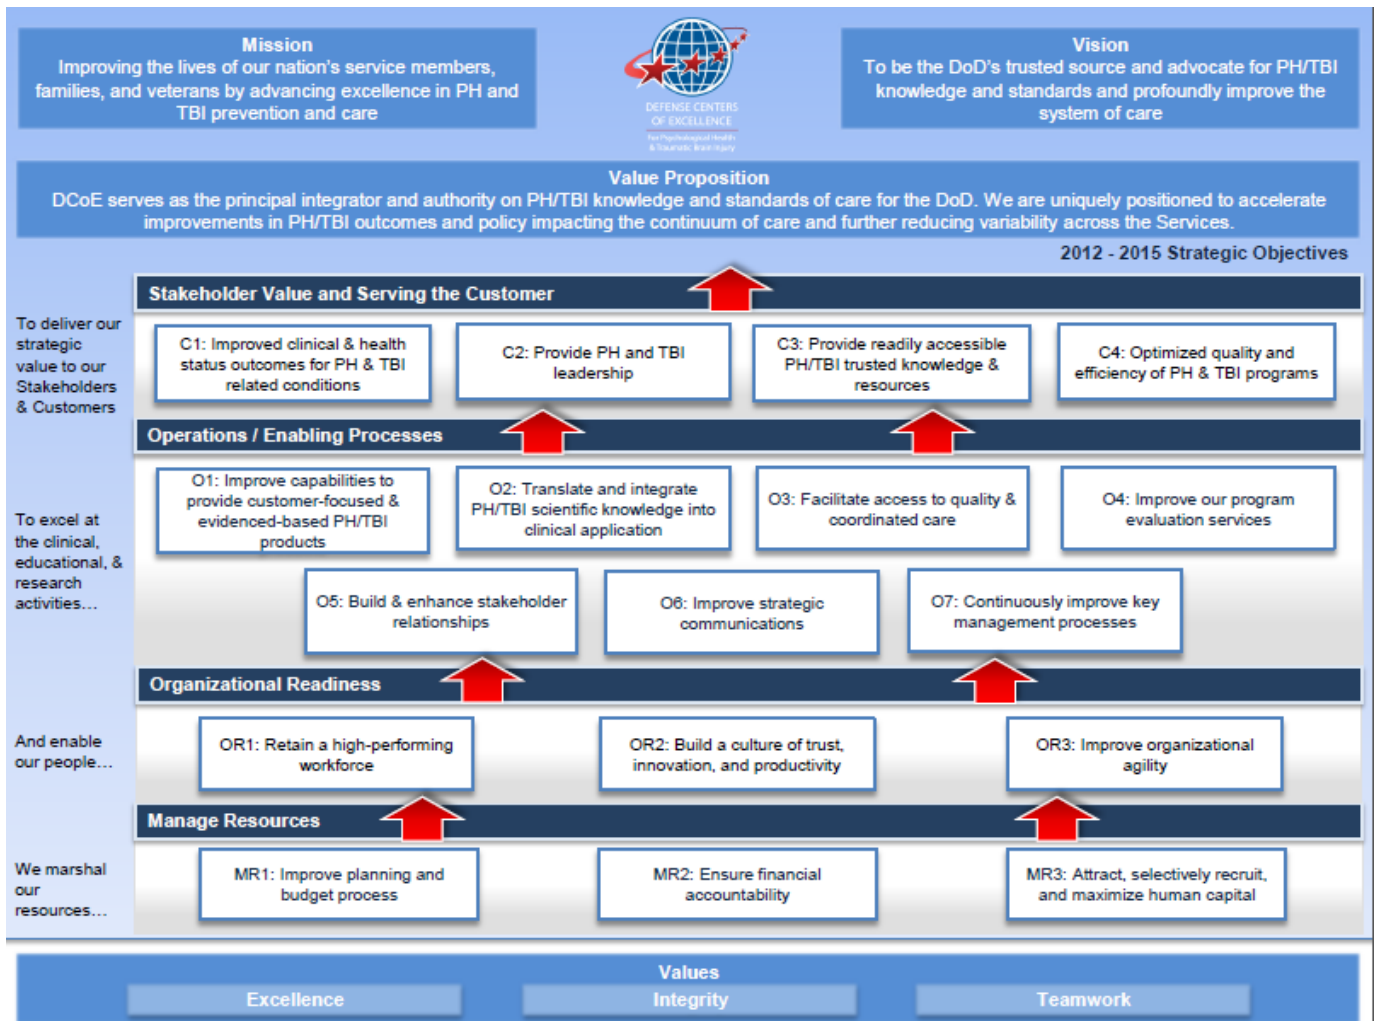 Mission
Improving the lives of our nation's service members,
families, and veterans by advancing excellence in PH and
TBI prevention and care
DEFENSE CENTERS
OF EXCELLENCE
For Psychological Health
& Traumatic Brain Injury
Vision
To be the DoD's trusted source and advocate for PH/TBI
knowledge and standards and profoundly improve the
system of care
Value Proposition
DCoE serves as the principal integrator and authority on PH/TBI knowledge and standards of care for the DoD. We are uniquely positioned to accelerate
improvements in PH/TBI outcomes and policy impacting the continuum of care and further reducing variability across the Services.
2012 - 2015 Strategic Objectives
Stakeholder Value and Serving the Customer
To deliver our
strategic
value to our
Stakeholders
& Customers
C1: Improved clinical & health
status outcomes for PH & TBI
related conditions
C2: Provide PH and TBI
leadership
C3: Provide readily accessible
PH/TBI trusted knowledge &
resources
C4: Optimized quality and
efficiency of PH & TBI programs
Operations / Enabling Processes
To excel at
the clinical,
educational, &
research
activities...
O1: Improve capabilities to
provide customer-focused &
evidenced-based PH/TBI
products
O2: Translate and integrate
PH/TBI scientific knowledge into
clinical application
O3: Facilitate access to quality &
coordinated care
O4: Improve our program
evaluation services
O5: Build & enhance stakeholder
relationships
O6: Improve strategic
communications
O7: Continuously improve key
management processes
Organizational Readiness
And enable
our people...
OR1: Retain a high-performing
workforce
OR2: Build a culture of trust,
innovation, and productivity
OR3: Improve organizational
agility
Manage Resources
We marshal
our
resources...
MR1: Improve planning and
budget process
MR2: Ensure financial
accountability
MR3: Attract, selectively recruit,
and maximize human capital
Values
Excellence
Integrity
Teamwork